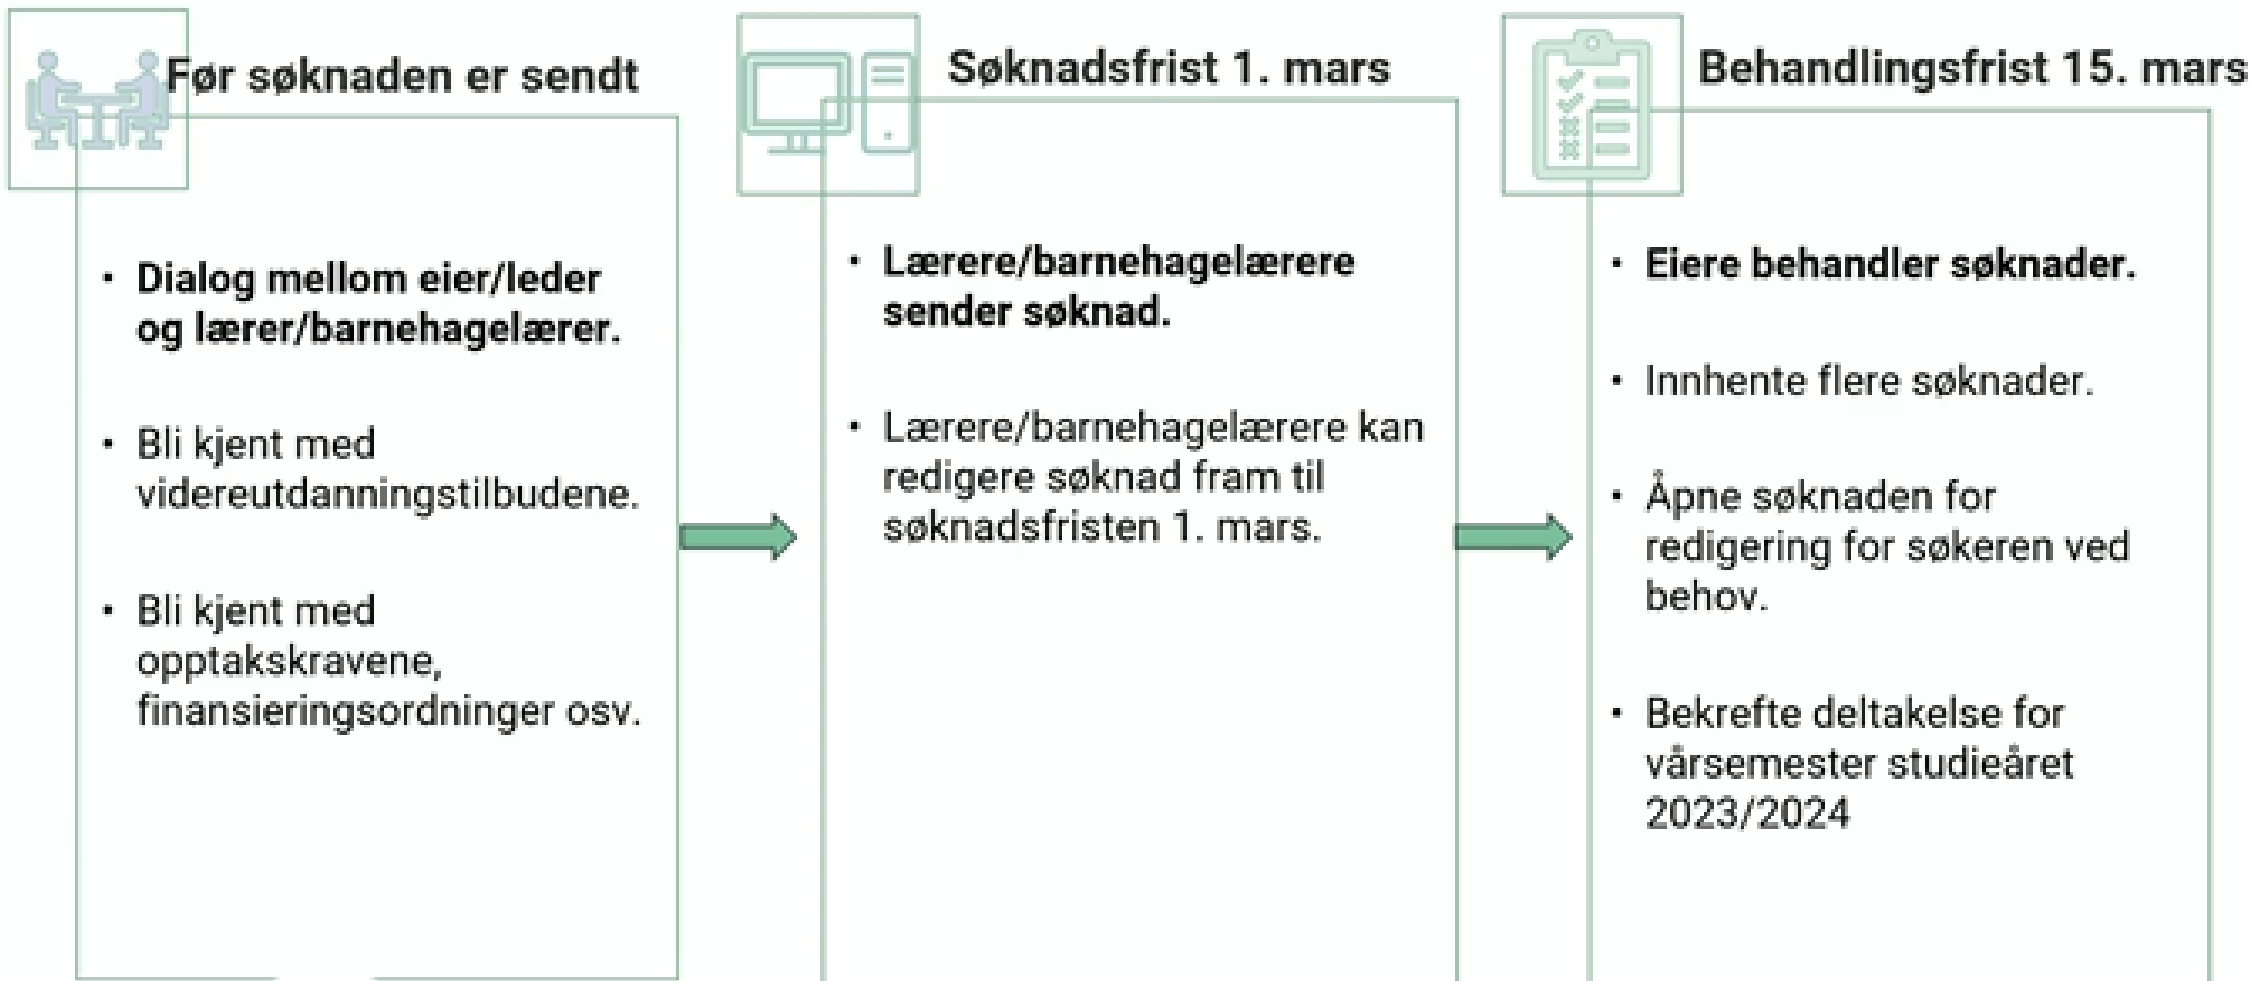 Før søknaden er sendt
• Dialog mellom eier/leder
og lærer/barnehagelærer.
• Bli kjent med
videreutdanningstilbudene.
• Bli kjent med
opptakskravene,
finansieringsordninger osv.
Søknadsfrist 1. mars
• Lærere/barnehagelærere
sender søknad.
• Lærere/barnehagelærere kan
redigere søknad fram til
søknadsfristen 1. mars.
Behandlingsfrist 15. mars
• Eiere behandler søknader.
• Innhente flere søknader.
• Åpne søknaden for
redigering for søkeren ved
behov.
• Bekrefte deltakelse for
vårsemester studieåret
2023/2024